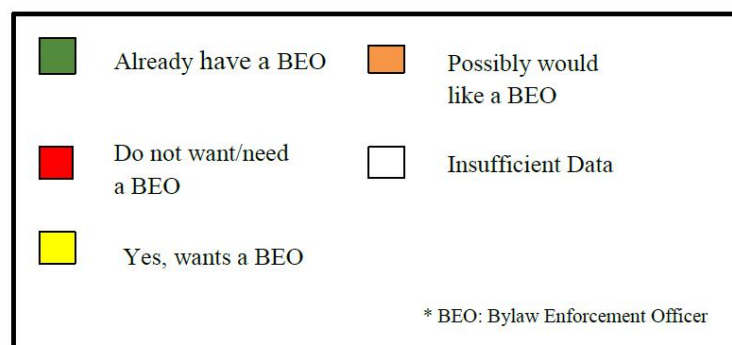 Already have a BEO
Possibly would
like a BEO
Do not want/need
a BEO
Insufficient Data
Yes, wants a BEO
* BEO: Bylaw Enforcement Officer